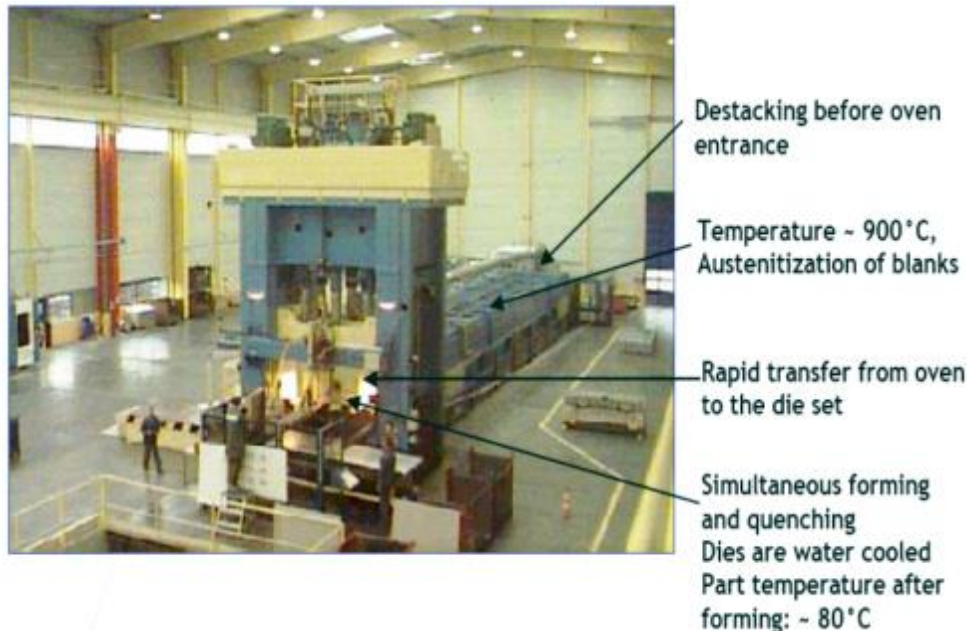 Destacking before oven
entrance
Temperature ~ 900°C,
Austenitization of blanks
Rapid transfer from oven
to the die set
Simultaneous forming
and quenching
Dies are water cooled
Part temperature after
forming: ~ 80°C